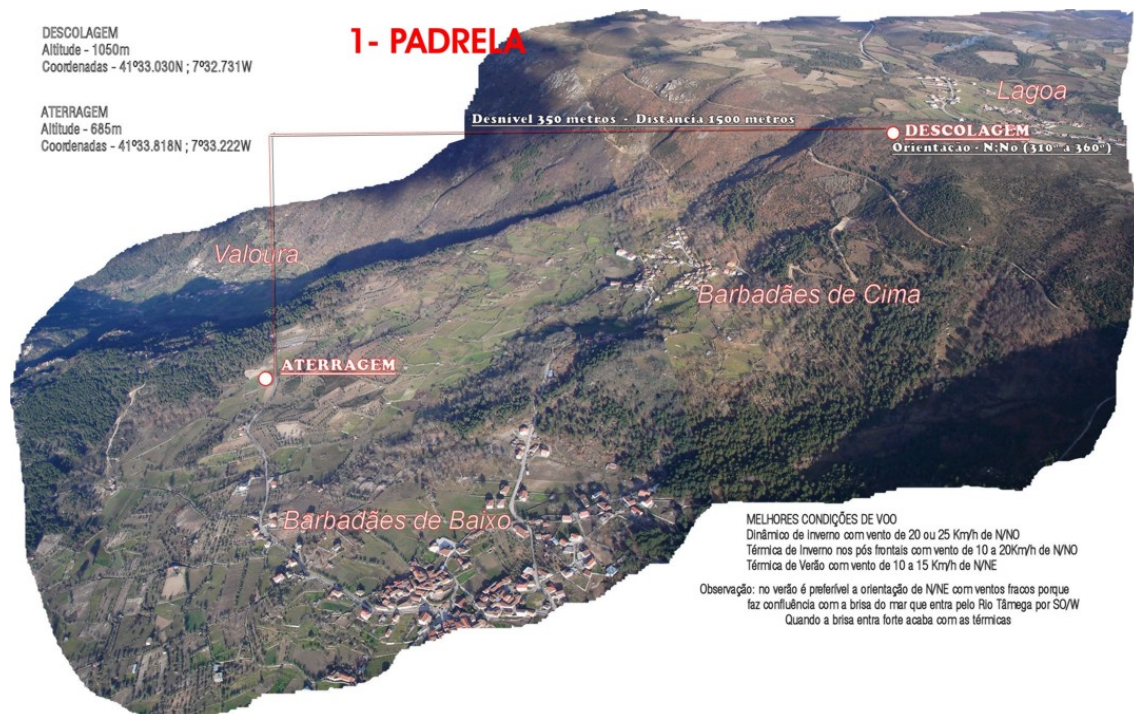 DESCOLAGEM
Altitude - 1050m
Coordenadas - 41º33.030N ; 7º32.731W
ATERRAGEM
Altitude - 685m
Coordenadas - 41º33.818N ; 7º33.222W
1- PADRELA
Lagoa
Desnível 350 metros - Distância 1500 metros
DESCOLAGEM
Orientacao - N;No (310º a 360º)
Valoura
Barbadães de Cima
ATERRAGEM
Barbadães de Baixo
MELHORES CONDIÇÕES DE VOO
Dinâmico de inverno com vento de 20 ou 25 Km/h de N/NO
Térmica de Inverno nos pós frontais com vento de 10 a 20Km/h de N/NO
Térmica de Verão com vento de 10 a 15 Km/h de N/NE
Observação: no verão é preferível a orientação de N/NE com ventos fracos porque
faz confluência com a brisa do mar que entra pelo Rio Tâmega por SO/W
Quando a brisa entra forte acaba com as térmicas